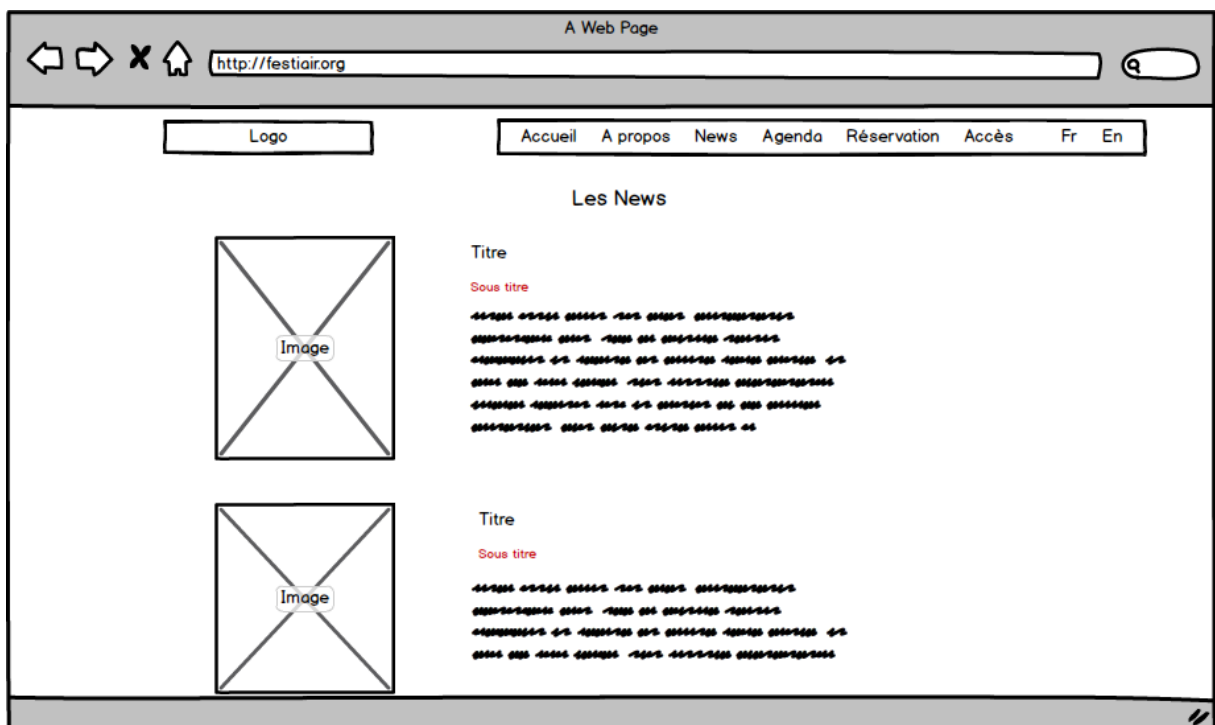 A Web Page
http://festiair.org
Logo
Accueil A propos News Agenda Réservation Accès Fr En
Les News
Image
Titre
Sous titre
Image
Titre
Sous titre